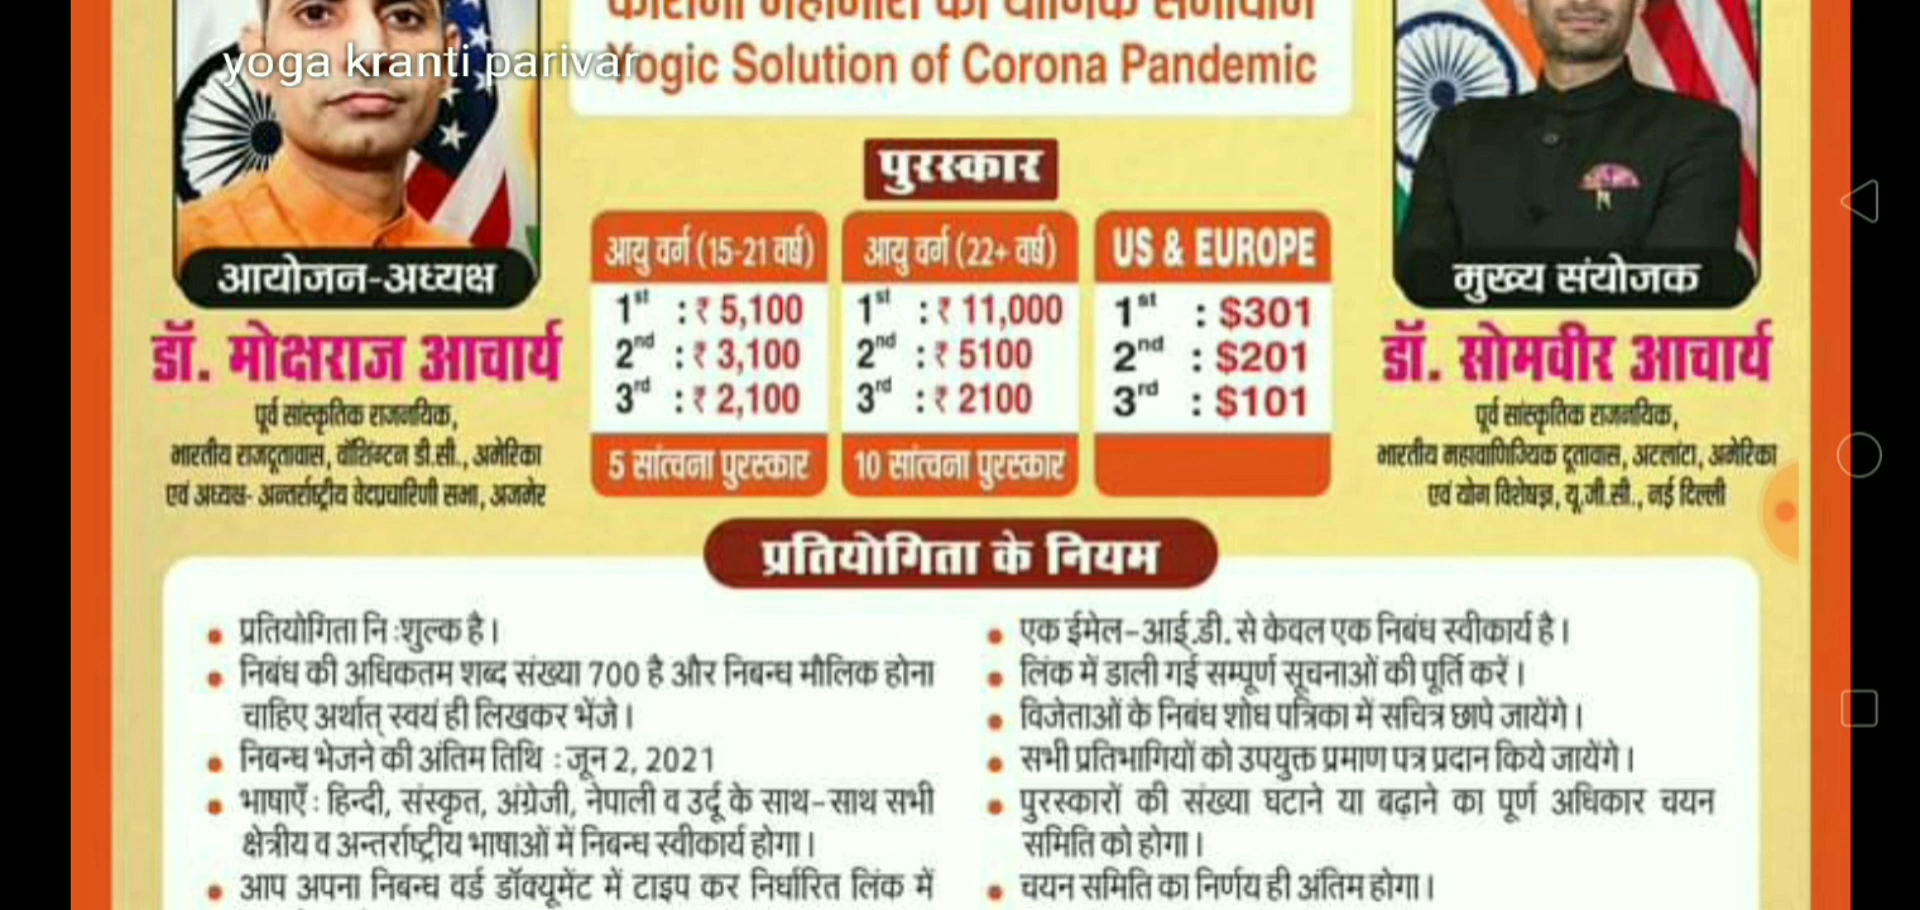 yoga kranti parivar
कोरोना महामारी का यौगिक समाधान
Yogic Solution of Corona Pandemic
पुरस्कार
आयु वर्ग (15-21 वर्ष)
1st : ₹ 5,100
2nd : ₹ 3,100
3rd : ₹ 2,100
5 सांत्वना पुरस्कार
आयु वर्ग (22+ वर्ष)
1st : ₹ 11,000
2nd : ₹ 5100
3rd : ₹ 2100
10 सांत्वना पुरस्कार
US & EUROPE
1st : $301
2nd : $201
3rd : $101
आयोजन-अध्यक्ष
डॉ. मोक्षराज आचार्य
पूर्व सांस्कृतिक राजनयिक,
भारतीय राजदूतावास, वॉशिंग्टन डी.सी., अमेरिका
एवं अध्यक्ष- अन्तर्राष्ट्रीय वेदप्रचारिणी सभा, अजमेर
मुख्य संयोजक
डॉ. सोमवीर आचार्य
पूर्व सांस्कृतिक राजनयिक,
भारतीय महावाणिज्यिक दूतावास, अटलांटा, अमेरिका
एवं योग विशेषज्ञ, यू.जी.सी., नई दिल्ली
प्रतियोगिता के नियम
प्रतियोगिता नि :शुल्क है।
निबंध की अधिकतम शब्द संख्या 700 है और निबन्ध मौलिक होना
चाहिए अर्थात् स्वयं ही लिखकर भेंजे।
निबन्ध भेजने की अंतिम तिथि : जून 2, 2021
भाषाएँ : हिन्दी, संस्कृत, अंग्रेजी, नेपाली व उर्दू के साथ-साथ सभी
क्षेत्रीय व अन्तर्राष्ट्रीय भाषाओं में निबन्ध स्वीकार्य होगा।
आप अपना निबन्ध वर्ड डॉक्यूमेंट में टाइप कर निर्धारित लिंक में
एक ईमेल-आई.डी. से केवल एक निबंध स्वीकार्य है।
लिंक में डाली गई सम्पूर्ण सूचनाओं की पूर्ति करें।
विजेताओं के निबंध शोध पत्रिका में सचित्र छापे जायेंगे।
सभी प्रतिभागियों को उपयुक्त प्रमाण पत्र प्रदान किये जायेंगे।
पुरस्कारों की संख्या घटाने या बढ़ाने का पूर्ण अधिकार चयन
समिति को होगा।
चयन समिति का निर्णय ही अंतिम होगा।